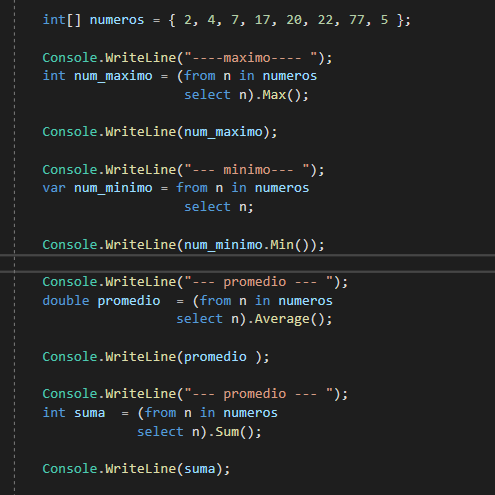 int[] numeros = { 2, 4, 7, 17, 20, 22, 77, 5 };
Console.WriteLine("----maximo---- ");
int num_maximo = (from n in numeros
select n).Max();
Console.WriteLine(num_maximo);
Console.WriteLine("--- minimo--- ");
var num_minimo = from n in numeros
select n;
Console.WriteLine(num_minimo.Min());
Console.WriteLine("--- promedio --- ");
double promedio  = (from n in numeros
select n).Average();
Console.WriteLine(promedio );
Console.WriteLine("--- promedio --- ");
int suma  = (from n in numeros
select n).Sum();
Console.WriteLine(suma);